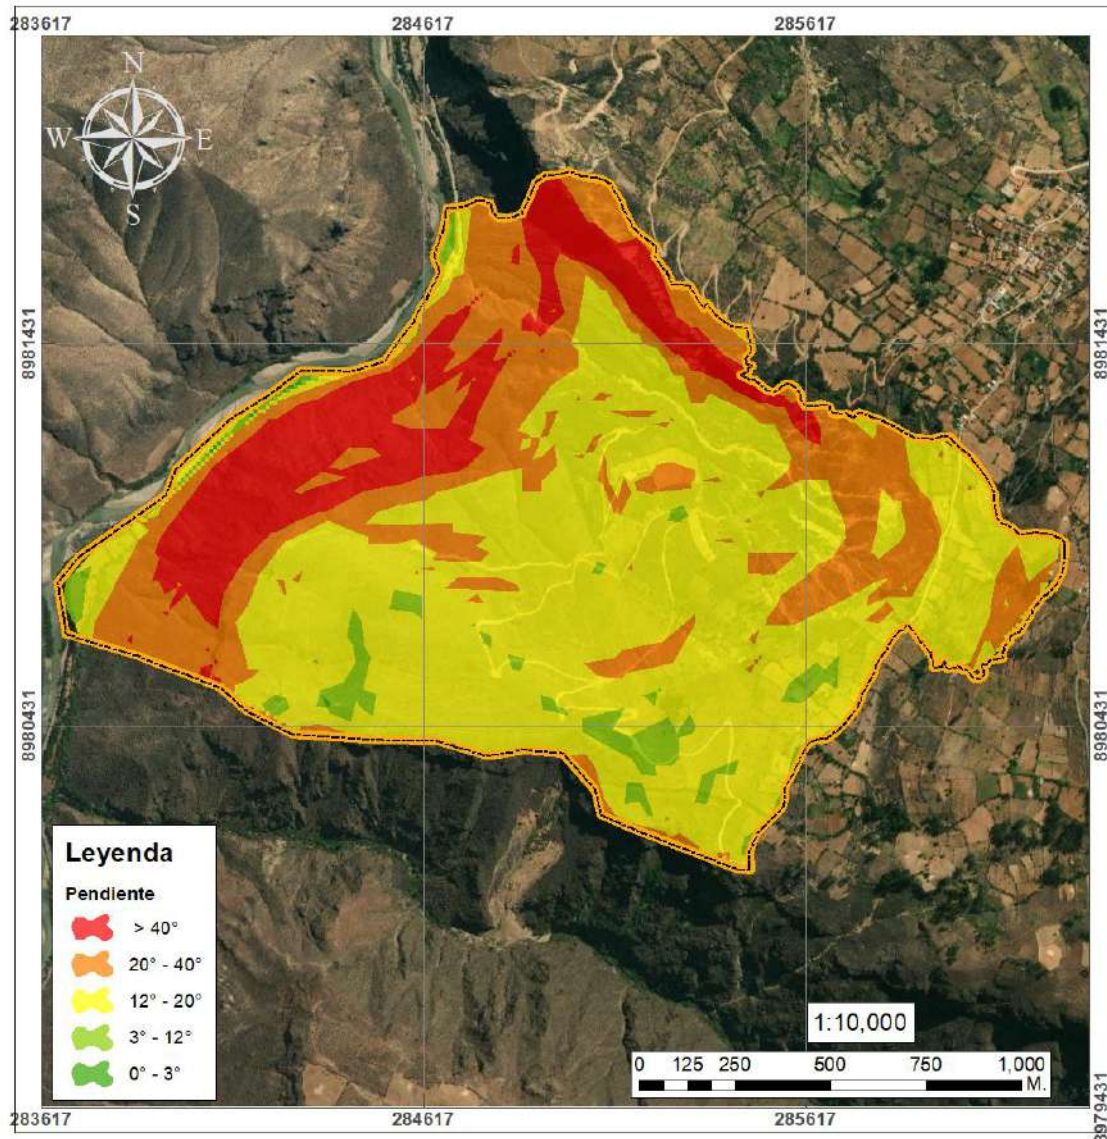 283617 284617 285617
N
W E
S
8981431 8981431
8980431 8980431
Leyenda
Pendiente
> 40°
20° - 40°
12° - 20°
3° - 12°
0° - 3°
1:10,000
0 125 250 500 750 1,000
M.
8979431
283617 284617 285617